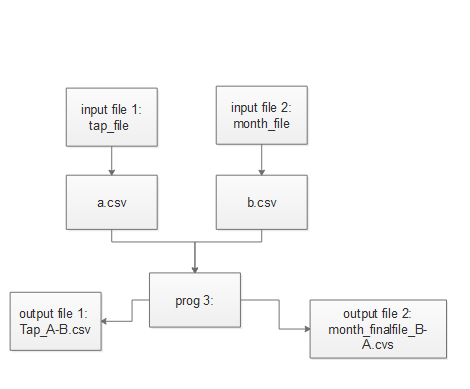 input file 1:
tap_file
input file 2:
month_file
a.csv
b.csv
prog 3:
output file 1:
Tap_A-B.csv
output file 2:
month_finalfile_B-
A.cvs